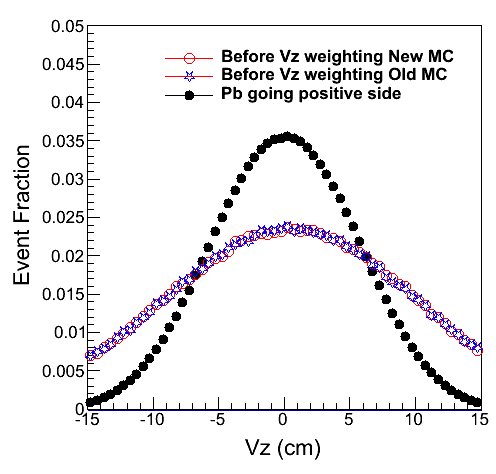 0.05
0.045
0.04
0.035
0.03
0.025
0.02
0.015
0.01
0.005
0
Event Fraction
Before Vz weighting New MC
Before Vz weighting Old MC
Pb going positive side
-15 -10 -5 0 5 10 15
Vz (cm)